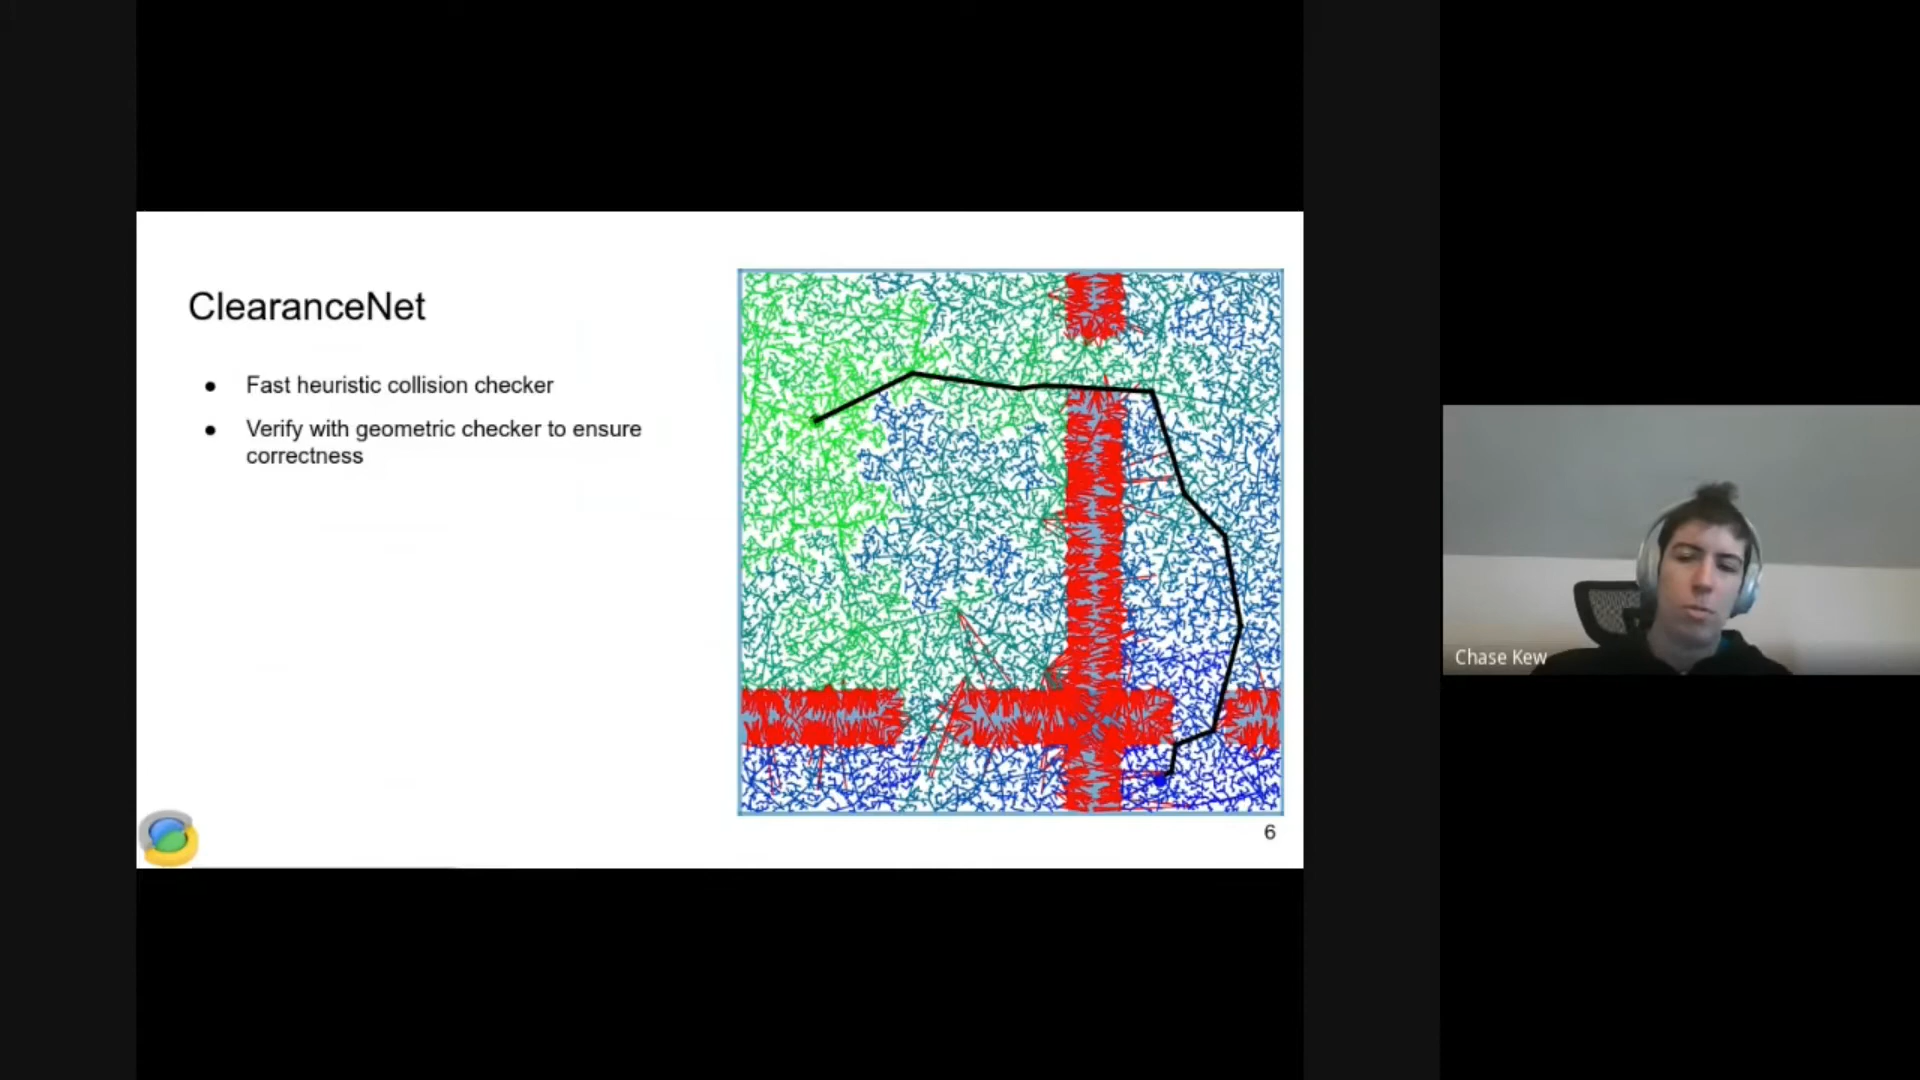 ClearanceNet
● Fast heuristic collision checker
● Verify with geometric checker to ensure
correctness
6
Chase Kew